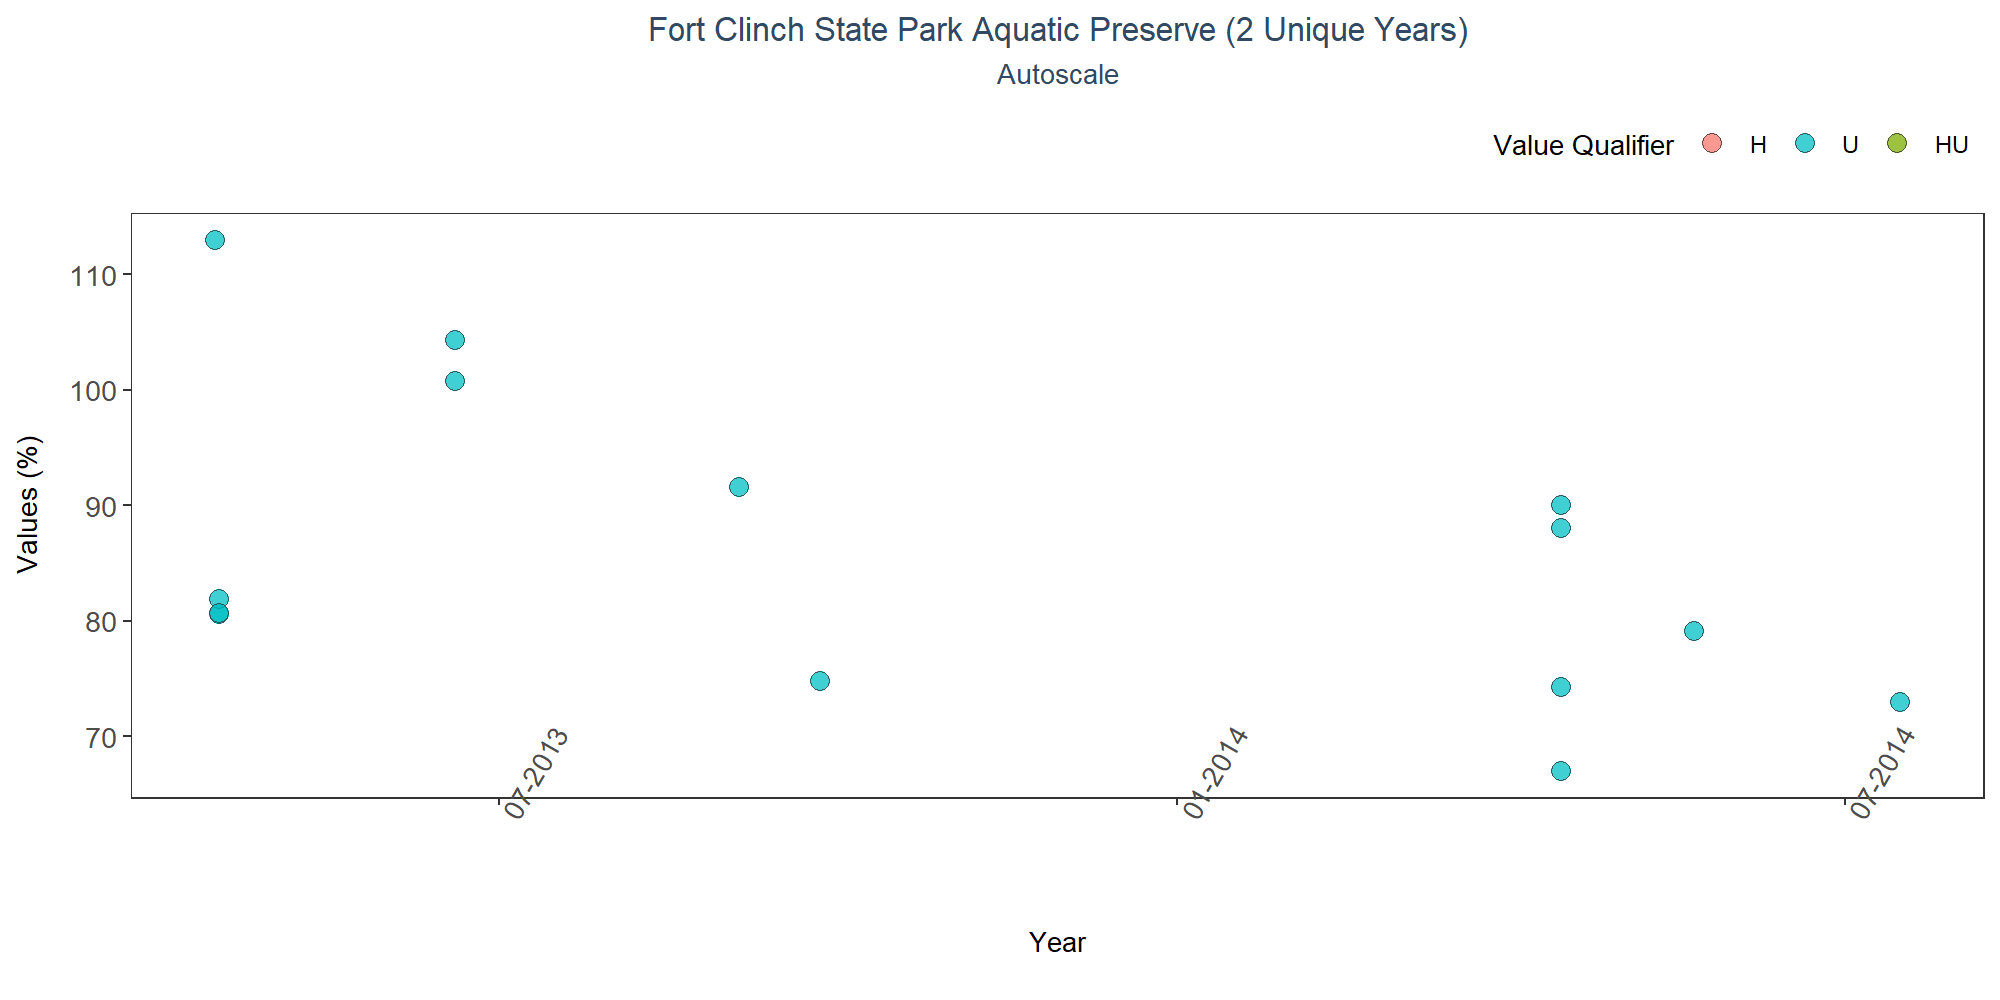 Fort Clinch State Park Aquatic Preserve (2 Unique Years)
Autoscale
Value Qualifier H U HU
110
100
90
80
70
Values (%)
07-2013
01-2014
07-2014
Year